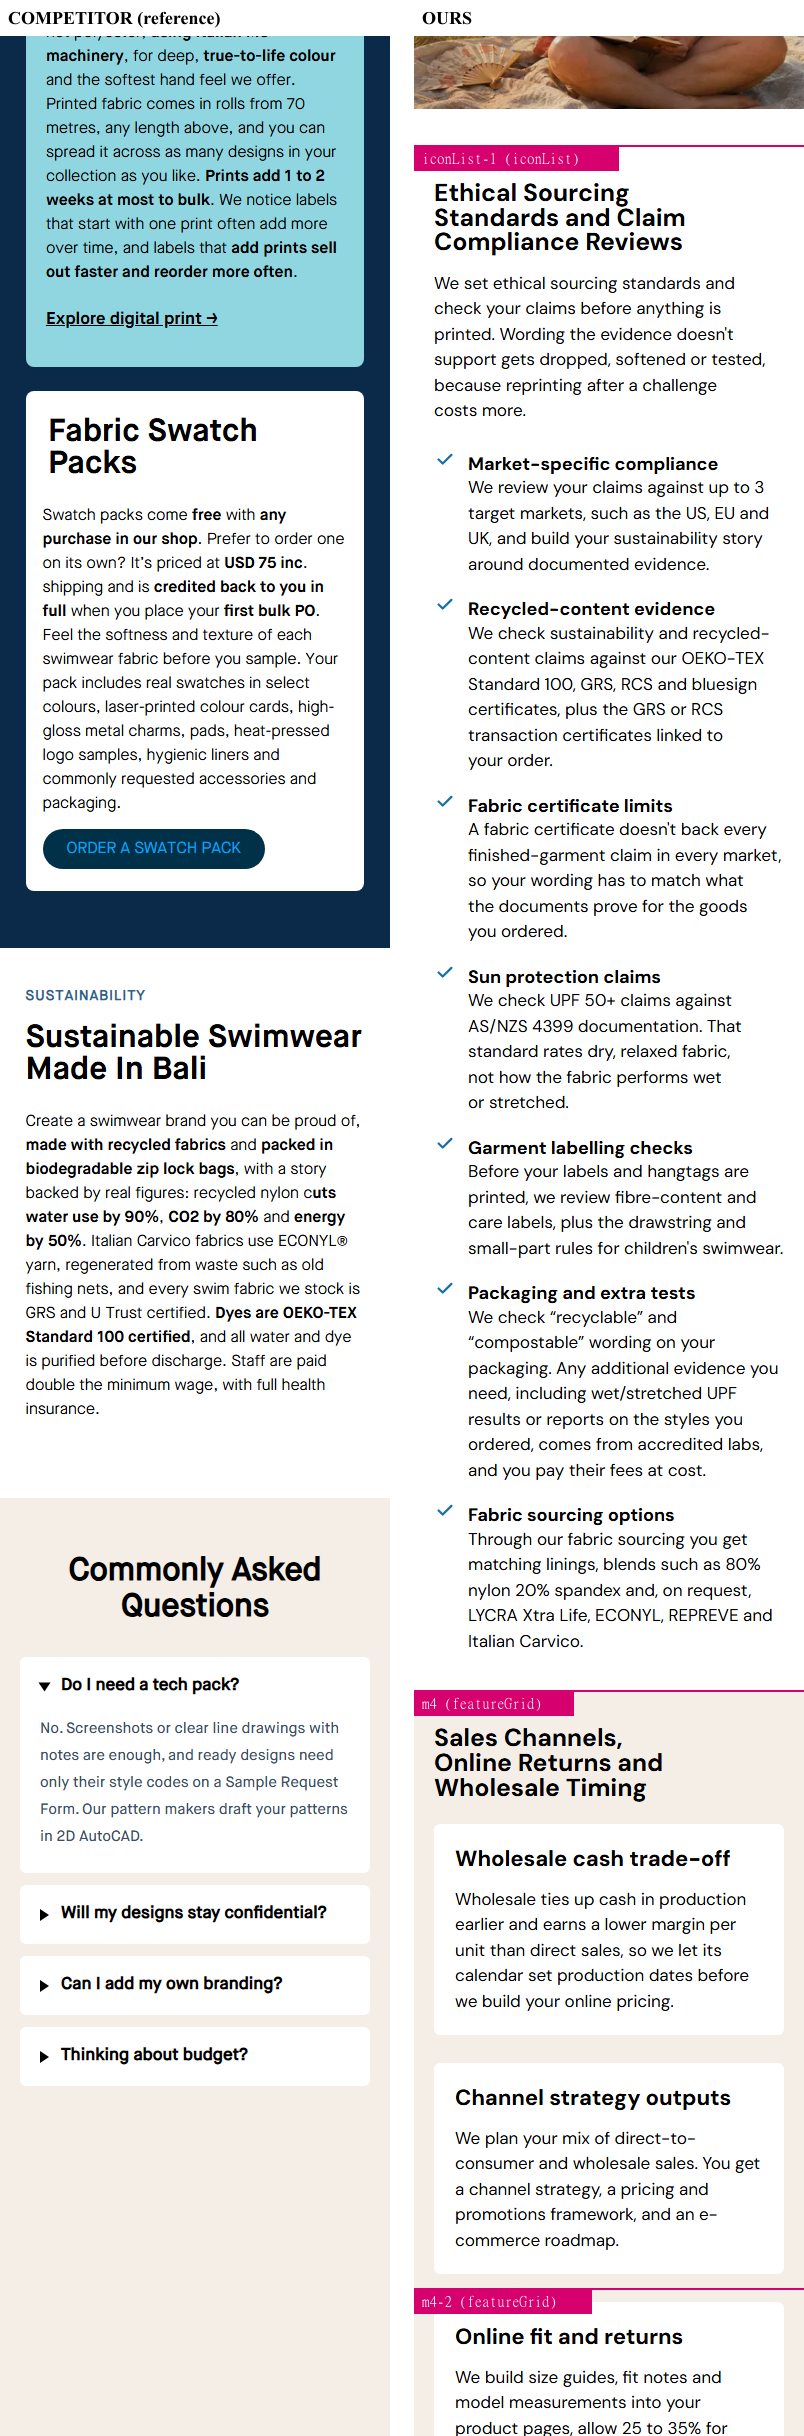 COMPETITOR (reference)
machinery, for deep, true-to-life colour
and the softest hand feel we offer.
Printed fabric comes in rolls from 70
metres, any length above, and you can
spread it across as many designs in your
collection as you like. Prints add 1 to 2
weeks at most to bulk. We notice labels
that start with one print often add more
over time, and labels that add prints sell
out faster and reorder more often.
Explore digital print →
Fabric Swatch
Packs
Swatch packs come free with any
purchase in our shop. Prefer to order one
on its own? It's priced at USD 75 inc.
shipping and is credited back to you in
full when you place your first bulk PO.
Feel the softness and texture of each
swimwear fabric before you sample. Your
pack includes real swatches in select
colours, laser-printed colour cards, high-
gloss metal charms, pads, heat-pressed
logo samples, hygienic liners and
commonly requested accessories and
packaging.
ORDER A SWATCH PACK
SUSTAINABILITY
Sustainable Swimwear
Made In Bali
Create a swimwear brand you can be proud of,
made with recycled fabrics and packed in
biodegradable zip lock bags, with a story
backed by real figures: recycled nylon cuts
water use by 90%, CO2 by 80% and energy
by 50%. Italian Carvico fabrics use ECONYL®
yarn, regenerated from waste such as old
fishing nets, and every swim fabric we stock is
GRS and U Trust certified. Dyes are OEKO-TEX
Standard 100 certified, and all water and dye
is purified before discharge. Staff are paid
double the minimum wage, with full health
insurance.
Commonly Asked
Questions
Do I need a tech pack?
No. Screenshots or clear line drawings with
notes are enough, and ready designs need
only their style codes on a Sample Request
Form. Our pattern makers draft your patterns
in 2D AutoCAD.
Will my designs stay confidential?
Can I add my own branding?
Thinking about budget?
OURS
iconList-1 (iconList)
Ethical Sourcing
Standards and Claim
Compliance Reviews
We set ethical sourcing standards and
check your claims before anything is
printed. Wording the evidence doesn't
support gets dropped, softened or tested,
because reprinting after a challenge
costs more.
Market-specific compliance
We review your claims against up to 3
target markets, such as the US, EU and
UK, and build your sustainability story
around documented evidence.
Recycled-content evidence
We check sustainability and recycled-
content claims against our OEKO-TEX
Standard 100, GRS, RCS and bluesign
certificates, plus the GRS or RCS
transaction certificates linked to
your order.
Fabric certificate limits
A fabric certificate doesn't back every
finished-garment claim in every market,
so your wording has to match what
the documents prove for the goods
you ordered.
Sun protection claims
We check UPF 50+ claims against
AS/NZS 4399 documentation. That
standard rates dry, relaxed fabric,
not how the fabric performs wet
or stretched.
Garment labelling checks
Before your labels and hangtags are
printed, we review fibre-content and
care labels, plus the drawstring and
small-part rules for children's swimwear.
Packaging and extra tests
We check “recyclable” and
“compostable” wording on your
packaging. Any additional evidence you
need, including wet/stretched UPF
results or reports on the styles you
ordered, comes from accredited labs,
and you pay their fees at cost.
Fabric sourcing options
Through our fabric sourcing you get
matching linings, blends such as 80%
nylon 20% spandex and, on request,
LYCRA Xtra Life, ECONYL, REPREVE and
Italian Carvico.
m4 (featureGrid)
Sales Channels,
Online Returns and
Wholesale Timing
Wholesale cash trade-off
Wholesale ties up cash in production
earlier and earns a lower margin per
unit than direct sales, so we let its
calendar set production dates before
we build your online pricing.
Channel strategy outputs
We plan your mix of direct-to-
consumer and wholesale sales. You get
a channel strategy, a pricing and
promotions framework, and an e-
commerce roadmap.
m4-2 (featureGrid)
Online fit and returns
We build size guides, fit notes and
model measurements into your
product pages, allow 25 to 35% for